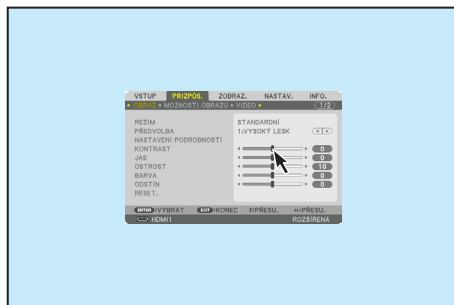 VSTUP PŘIZPŮS. ZOBRAZ. NASTAV. INFO.
OBRAZ • MOŽNOSTI OBRAZU • VIDEO 1/2
REŽIM STANDARDNÍ
PŘEDVOLBA 1:VYSOKÝ LESK
NASTAVENÍ PODROBNOSTÍ
KONTRAST 0
JAS 0
OSTROST 10
BARVA 0
ODSTÍN 0
RESET.
ENTER :VYBRAT EXIT :KONEC :PŘESU. :PŘESU.
HDMI1 ROZŠÍŘENÁ